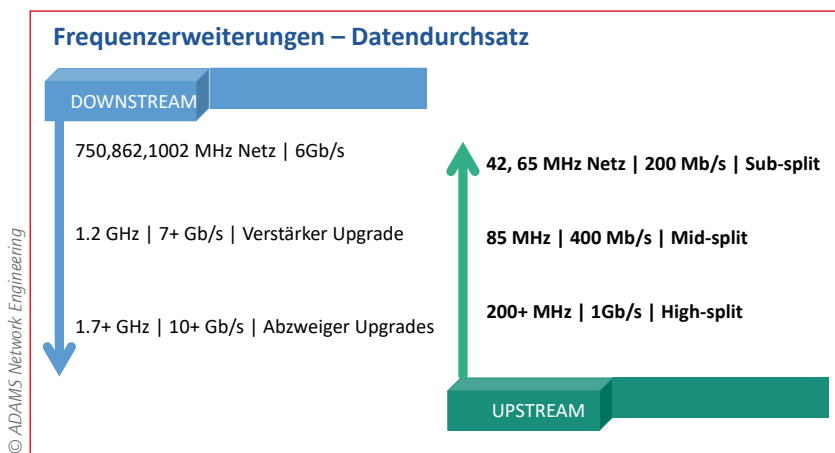 Frequenzerweiterungen – Datendurchsatz
DOWNSTREAM
750,862,1002 MHz Netz | 6Gb/s
1.2 GHz | 7+ Gb/s | Verstärker Upgrade
1.7+ GHz | 10+ Gb/s | Abzweiger Upgrades
42, 65 MHz Netz | 200 Mb/s | Sub-split
85 MHz | 400 Mb/s | Mid-split
200+ MHz | 1Gb/s | High-split
UPSTREAM
© ADAMS Network Engineering